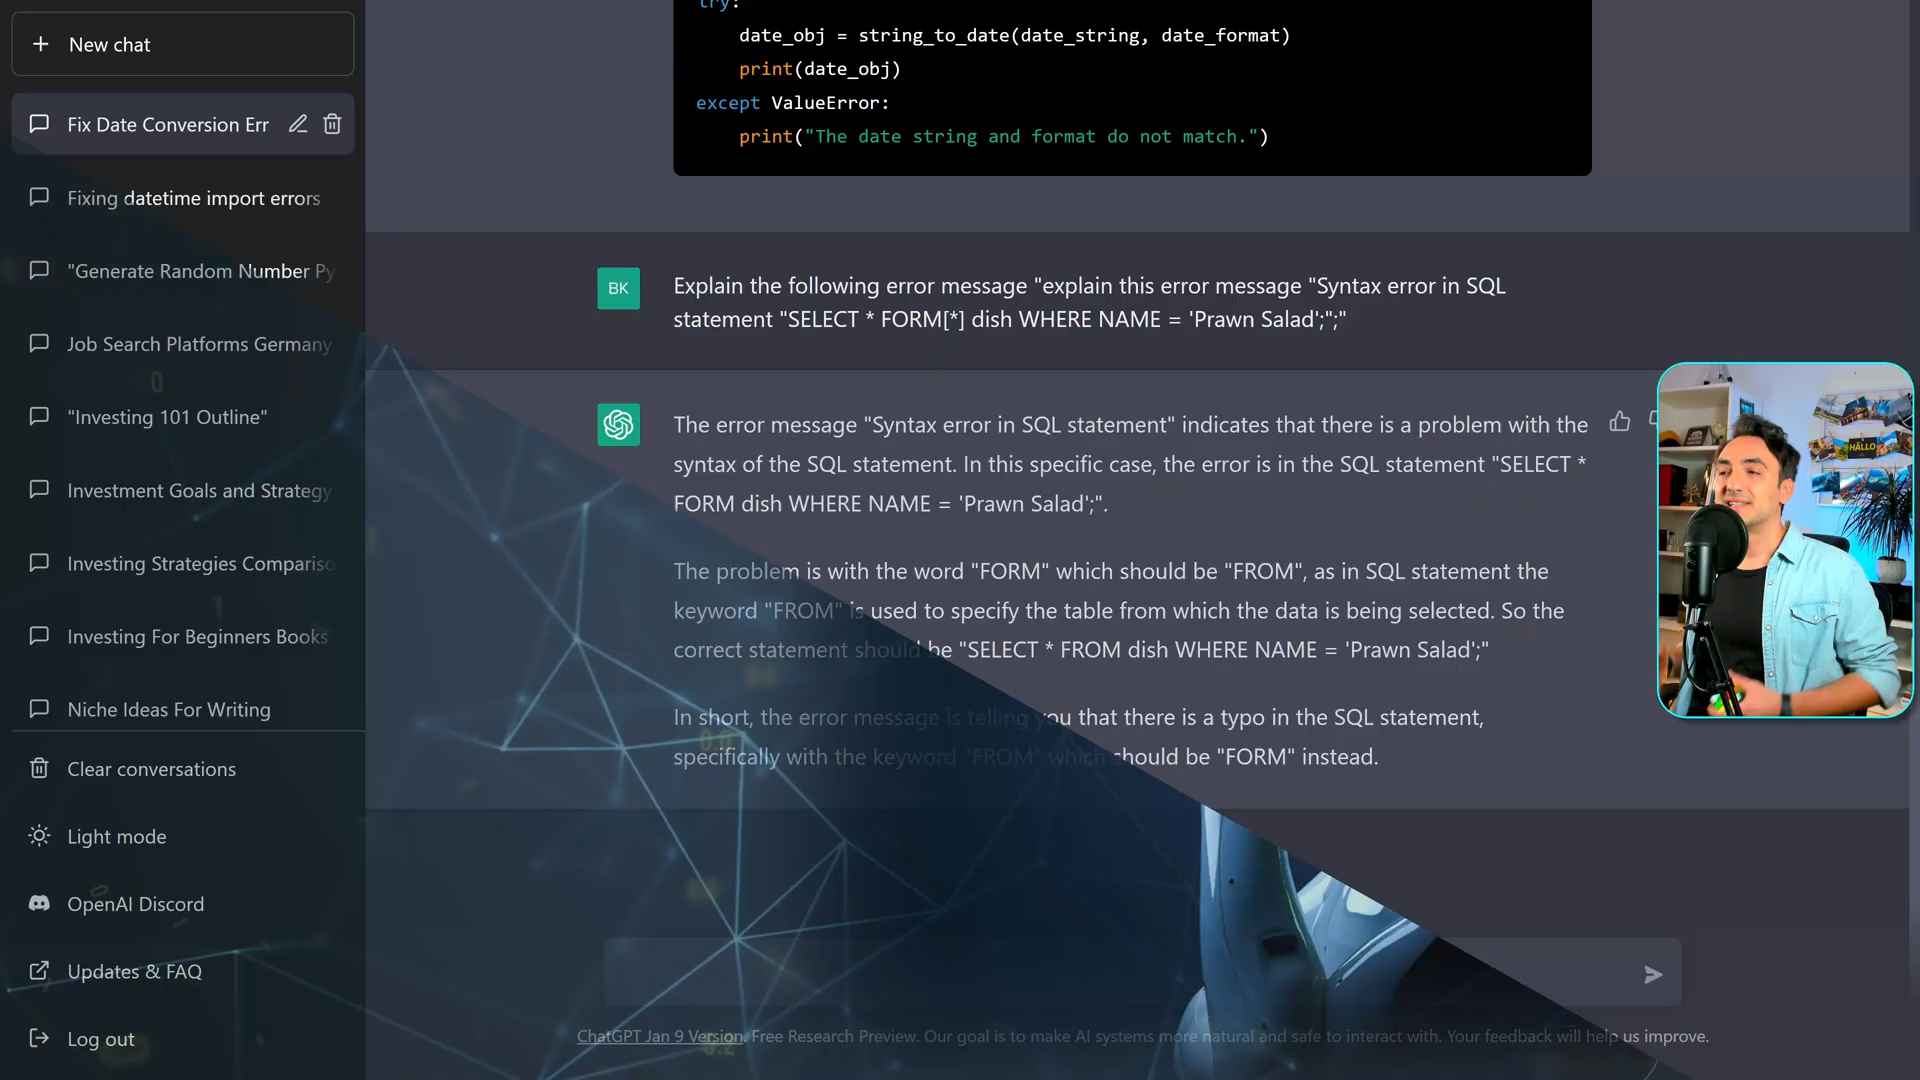 New chat
Fix Date Conversion Err
Fixing datetime import errors
"Generate Random Number Py
Job Search Platforms Germany
"Investing 101 Outline"
Investment Goals and Strategy
Investing Strategies Compariso
Investing For Beginners Books
Niche Ideas For Writing
Clear conversations
Light mode
OpenAI Discord
Updates & FAQ
Log out
try:
date_obj = string_to_date(date_string, date_format)
print(date_obj)
except ValueError:
print("The date string and format do not match.")
BK
Explain the following error message "explain this error message "Syntax error in SQL
statement "SELECT * FORM[*] dish WHERE NAME = 'Prawn Salad';";"
The error message "Syntax error in SQL statement" indicates that there is a problem with the
syntax of the SQL statement. In this specific case, the error is in the SQL statement "SELECT *
FORM dish WHERE NAME = 'Prawn Salad';".
The problem is with the word "FORM" which should be "FROM", as in SQL statement the
keyword "FROM" is used to specify the table from which the data is being selected. So the
correct statement should be "SELECT * FROM dish WHERE NAME = 'Prawn Salad';"
In short, the error message is telling you that there is a typo in the SQL statement,
specifically with the keyword "FROM" which should be "FORM" instead.
HALLO
ChatGPT Jan 9 Version. Free Research Preview. Our goal is to make AI systems more natural and safe to interact with. Your feedback will help us improve.